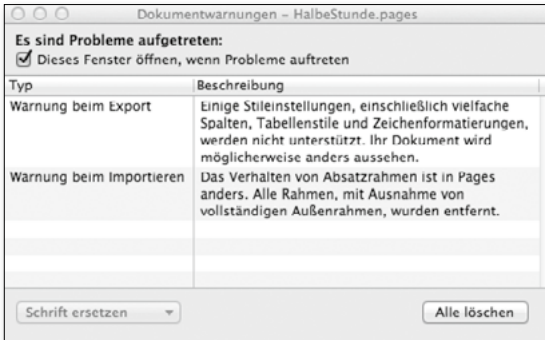 Dokumentwarnungen – HalbeStunde.pages
Es sind Probleme aufgetreten:
Dieses Fenster öffnen, wenn Probleme auftreten
Typ Beschreibung
Warnung beim Export Einige Stileinstellungen, einschließlich vielfache
Spalten, Tabellenstile und Zeichenformatierungen,
werden nicht unterstützt. Ihr Dokument wird
möglicherweise anders aussehen.
Warnung beim Importieren Das Verhalten von Absatzrahmen ist in Pages
anders. Alle Rahmen, mit Ausnahme von
vollständigen Außenrahmen, wurden entfernt.
Schrift ersetzen Alle löschen